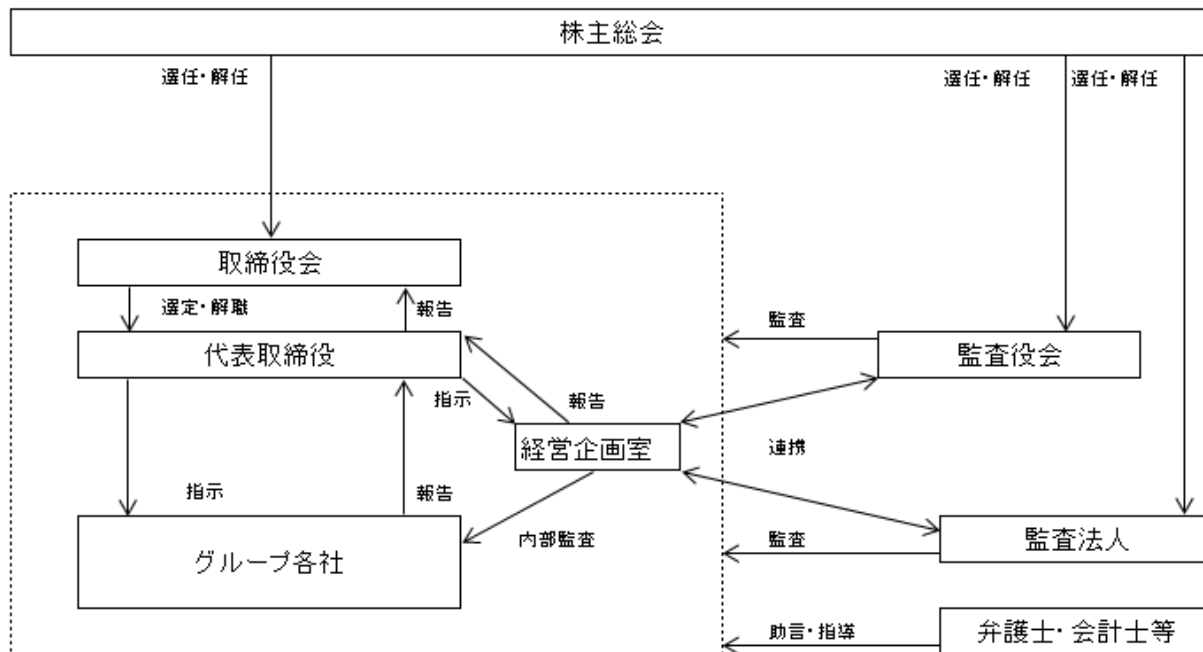 株主総会
選任・解任
選任・解任
選任・解任
取締役会
選定・解職
報告
監査
代表取締役
監査役会
指示
報告
経営企画室
連携
指示
報告
内部監査
監査
監査法人
グループ各社
助言・指導
弁護士・会計士等